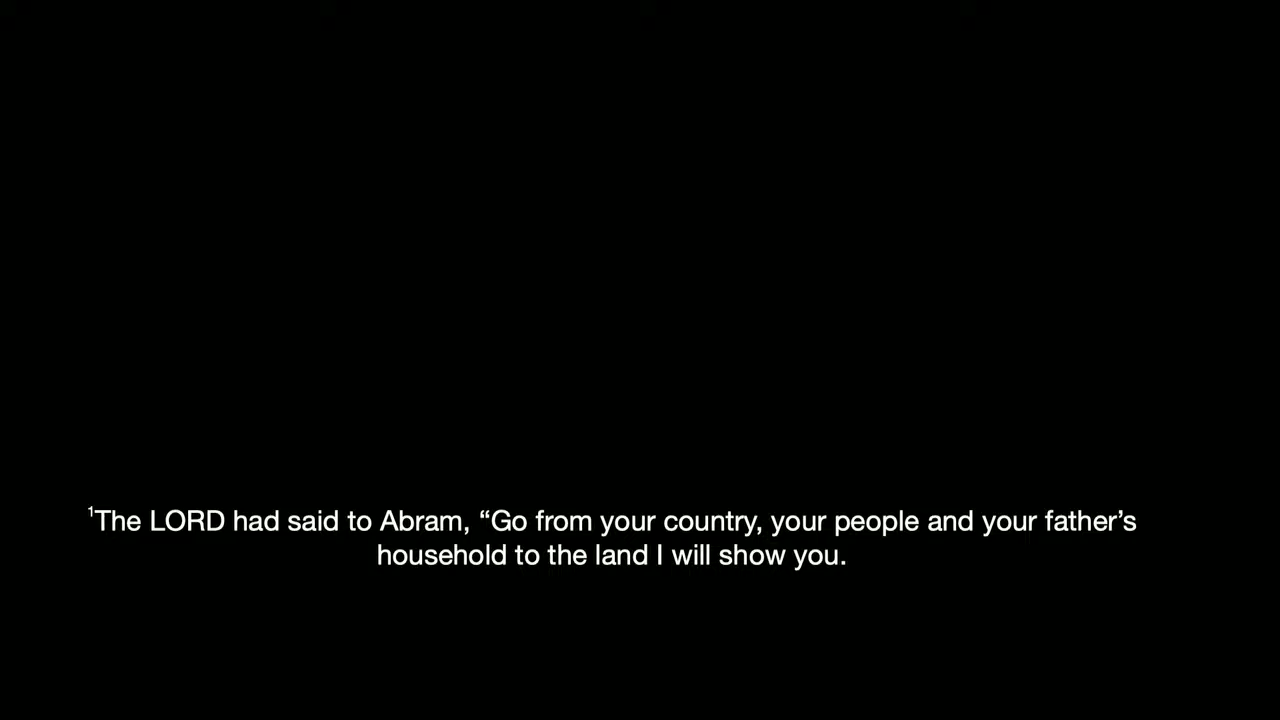 ¹The LORD had said to Abram, “Go from your country, your people and your father’s
household to the land I will show you.